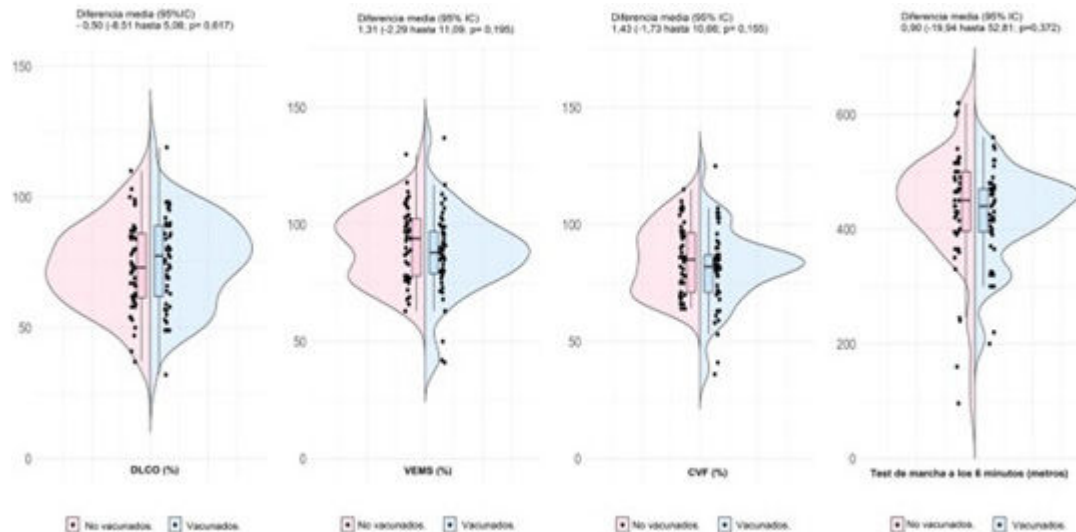 Diferencia media (95%IC)
- 0,50 (-8.51 hasta 5,08; p= 0,617)
150
100
50
0
DLCO (%)
No vacunados.
Vacunados.
Diferencia media (95% IC)
1,31 (-2,29 hasta 11,09; p= 0,195)
150
100
50
0
VEMS (%)
No vacunados.
Vacunados.
Diferencia media (95% IC)
1,43 (-1,73 hasta 10,66; p= 0,155)
150
100
50
0
CVF (%)
No vacunados.
Vacunados.
Diferencia media (95% IC)
0,90 (-19,94 hasta 52,81; p=0,372)
600
400
200
0
Test de marcha a los 6 minutos (metros)
No vacunados.
Vacunados.